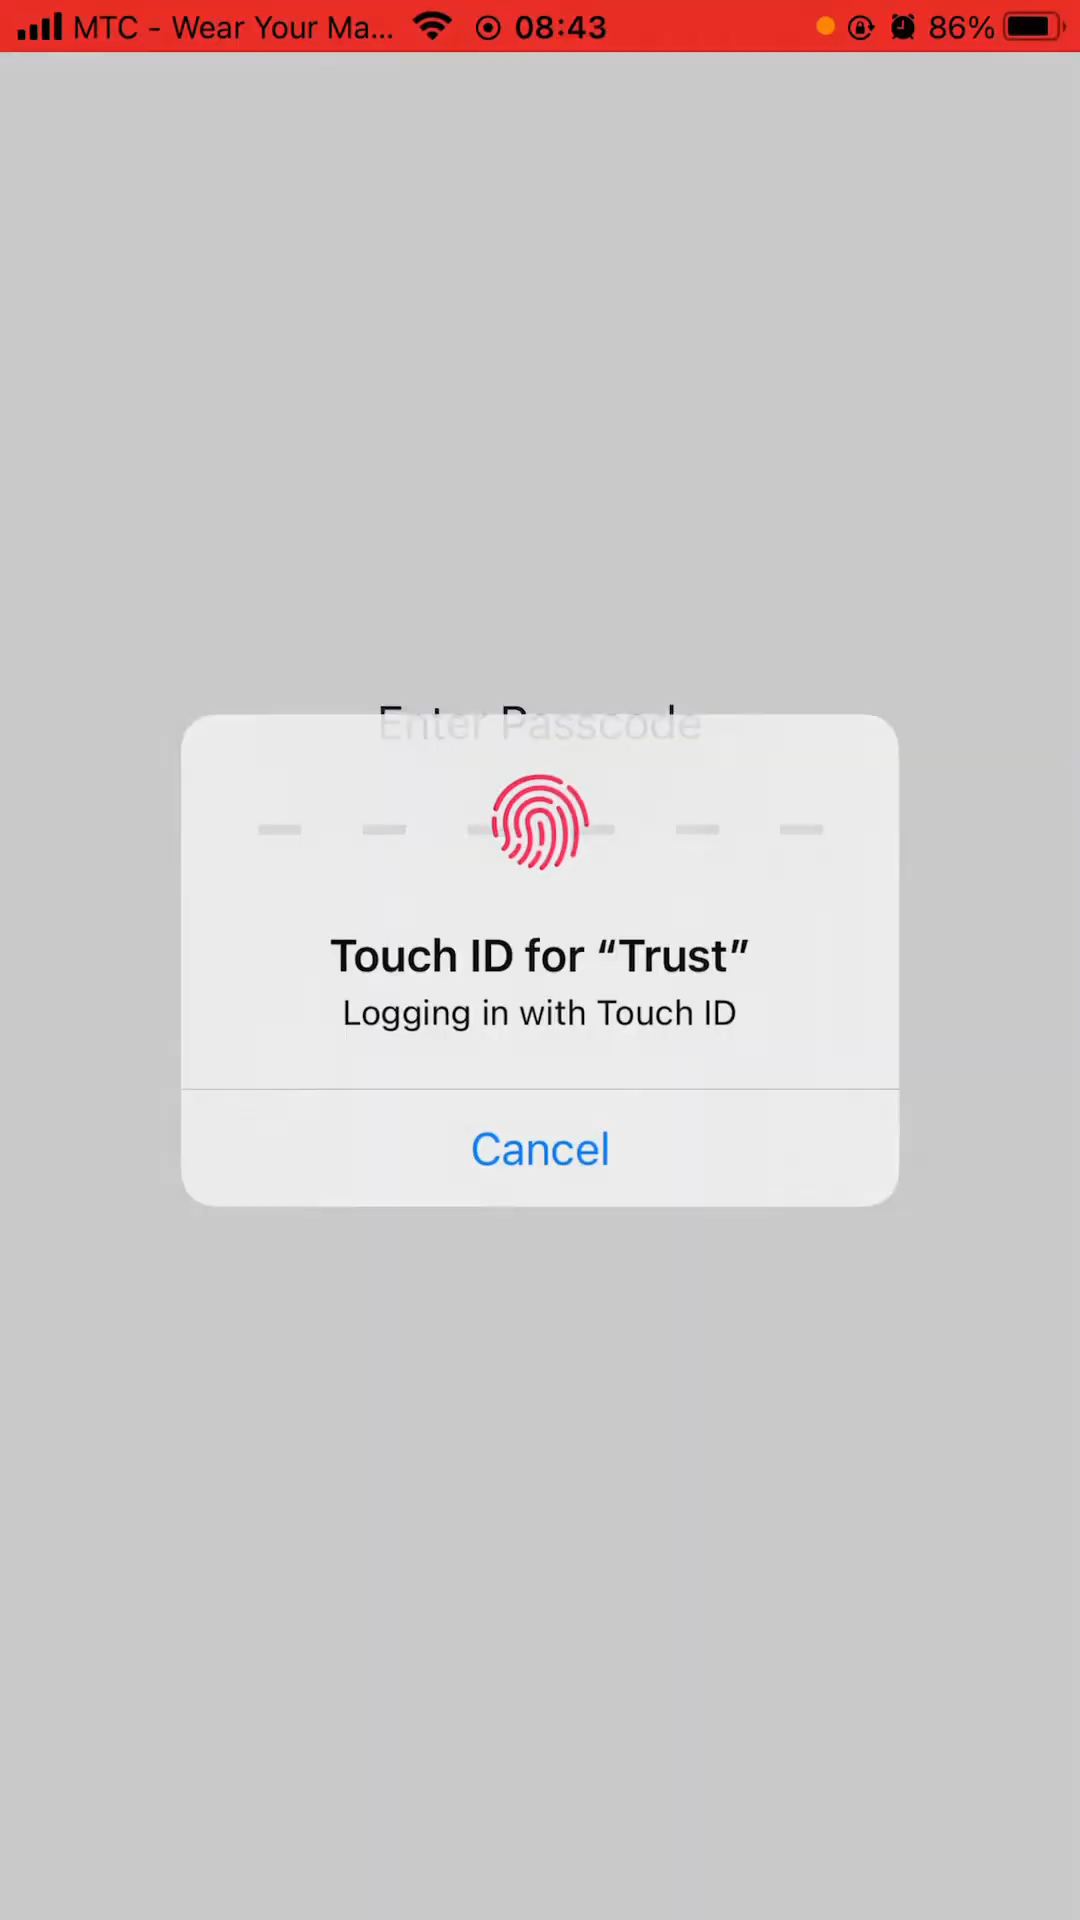 MTC - Wear Your Ma... 08:43 86%
Enter Passcode
Touch ID for “Trust”
Logging in with Touch ID
Cancel